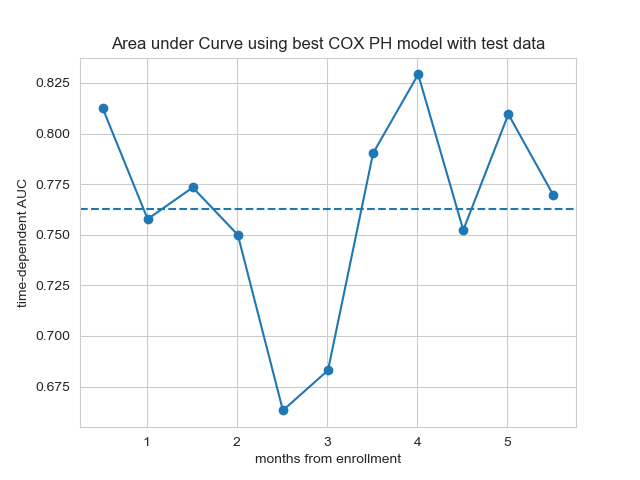 Area under Curve using best COX PH model with test data
0.825
0.800
0.775
0.750
0.725
0.700
0.675
time-dependent AUC
1 2 3 4 5
months from enrollment